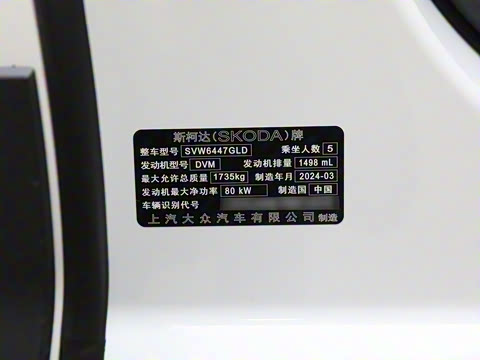 斯柯达(SKODA)牌
整车型号 SVW6447GLD 乘坐人数 5
发动机型号 DVM 发动机排量 1498 mL
最大允许总质量 1735kg 制造年月 2024-03
发动机最大净功率 80 kW 制造国 中国
车辆识别代号
上汽大众汽车有限公司 制造